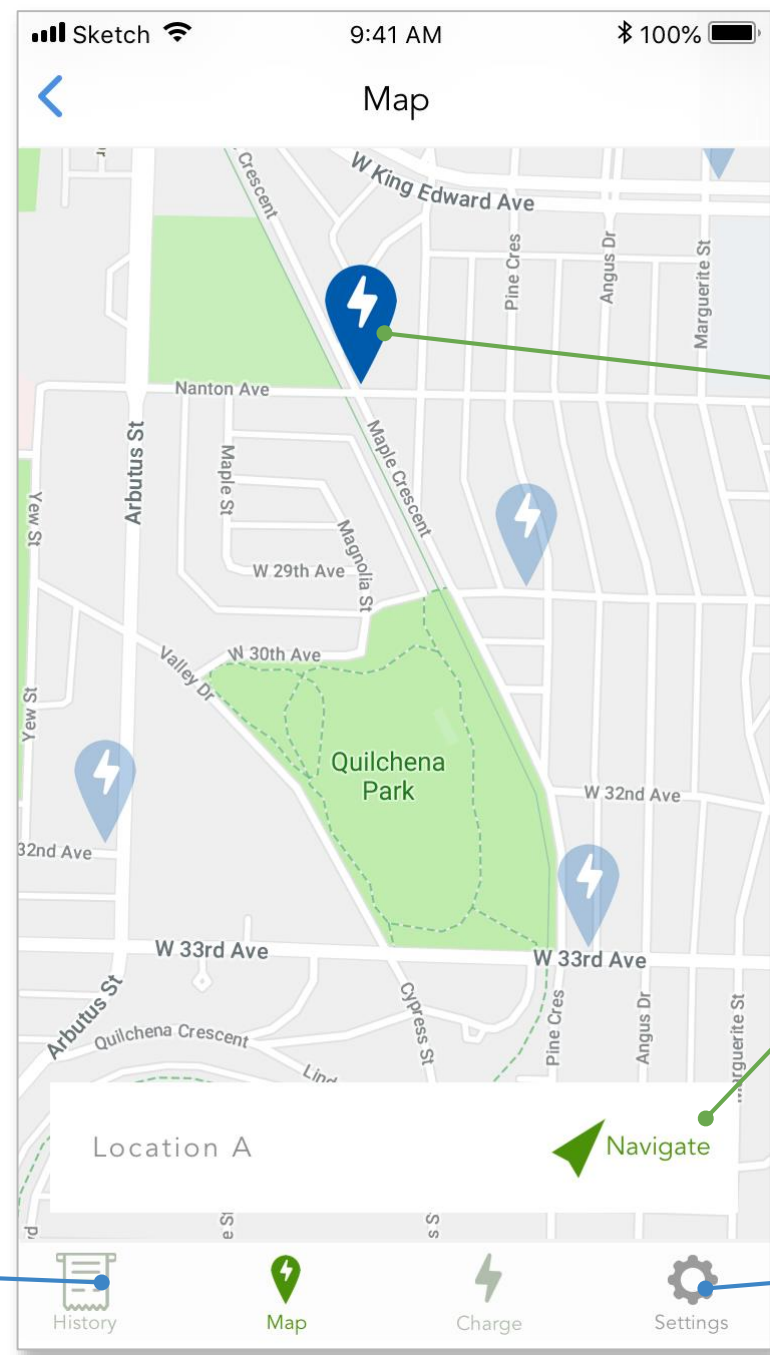 Sketch
9:41 AM
100%
Map
Crescent
W King Edward Ave
Pine Cres
Angus Dr
Marguerite St
Nanton Ave
Arbutus St
Maple St
Maple Crescent
Yew St
Magnolia St
W 29th Ave
W 30th Ave
Valley Dr
Yew St
Quilchena
Park
W 32nd Ave
32nd Ave
W 33rd Ave
W 33rd Ave
Arbutus St
Quilchena Crescent
Cypress St
Pine Cres
Angus Dr
arguerite St
Lind
Location A
Navigate
e St
s S
History
Map
Charge
Settings